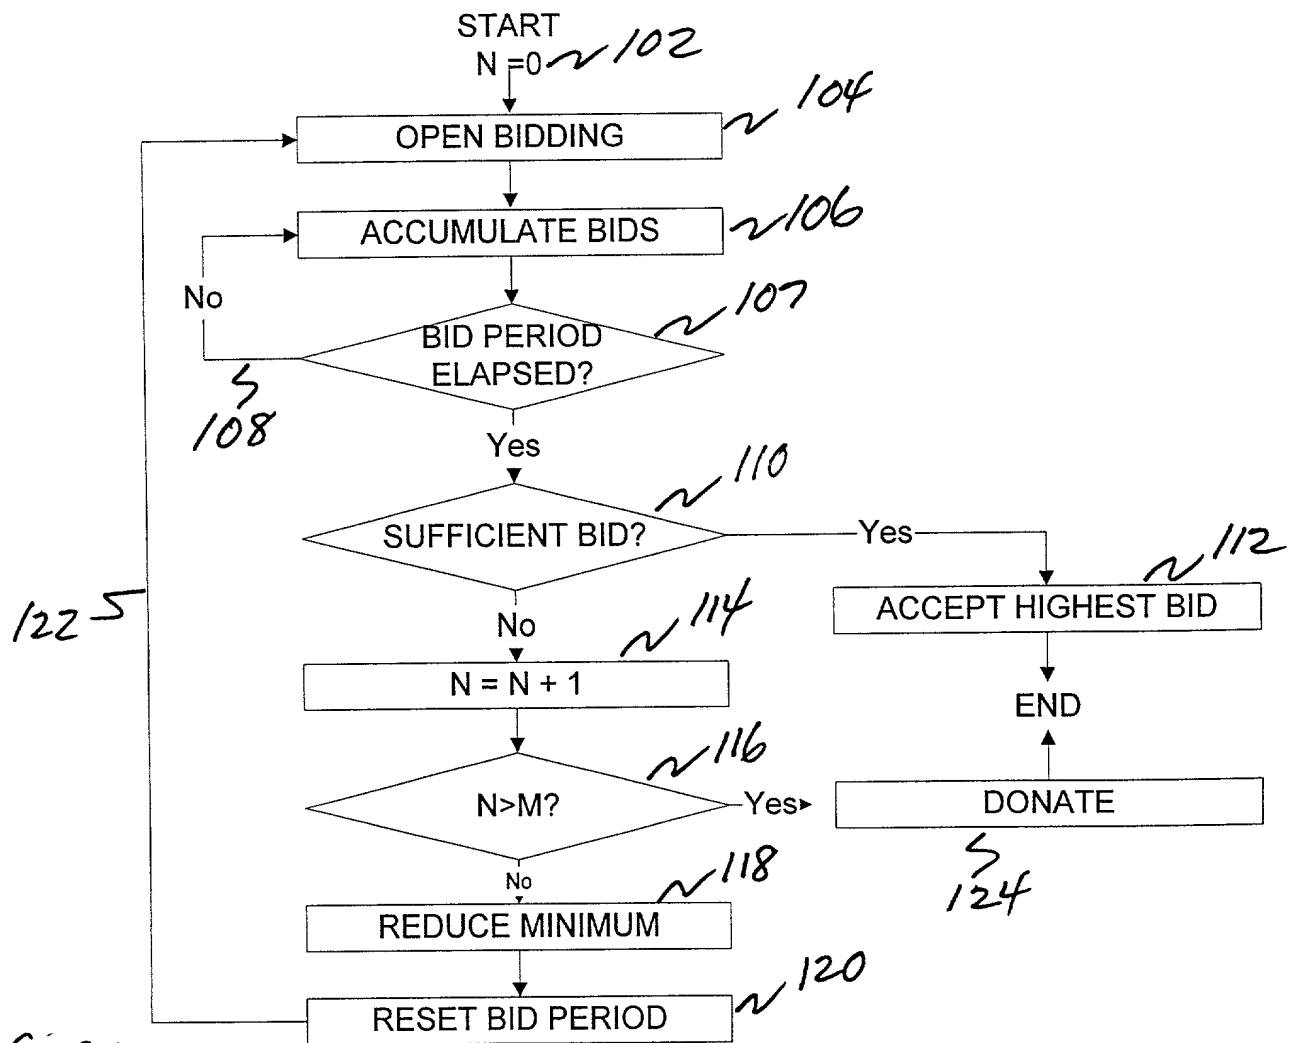 START
N =0 102
OPEN BIDDING 104
ACCUMULATE BIDS 106
No
BID PERIOD 107
ELAPSED?
108
Yes
SUFFICIENT BID? 110
Yes
ACCEPT HIGHEST BID 112
122
No
N = N + 1 114
END
N>M? 116
Yes
DONATE
124
No
REDUCE MINIMUM 118
RESET BID PERIOD 120